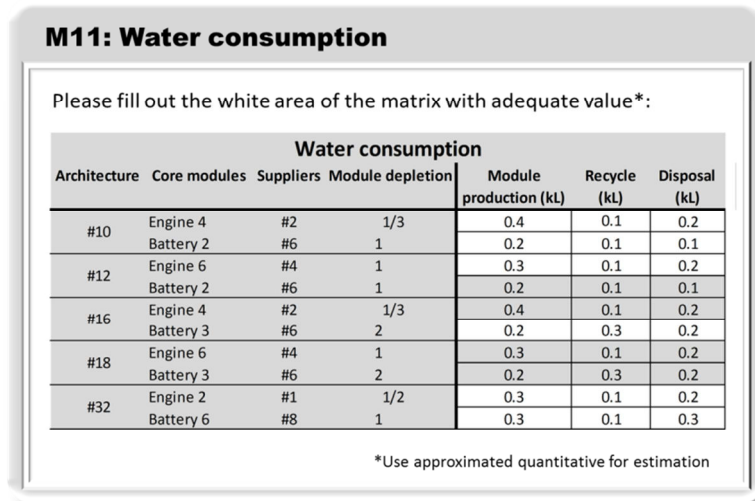 M11: Water consumption
Please fill out the white area of the matrix with adequate value*:
Water consumption
Architecture Core modules Suppliers Module depletion Module production (kL) Recycle (kL) Disposal (kL)
#10 Engine 4 #2 1/3 0.4 0.1 0.2
Battery 2 #6 1 0.2 0.1 0.1
#12 Engine 6 #4 1 0.3 0.1 0.2
Battery 2 #6 1 0.2 0.1 0.1
#16 Engine 4 #2 1/3 0.4 0.1 0.2
Battery 3 #6 2 0.2 0.3 0.2
#18 Engine 6 #4 1 0.3 0.1 0.2
Battery 3 #6 2 0.2 0.3 0.2
#32 Engine 2 #1 1/2 0.3 0.1 0.2
Battery 6 #8 1 0.3 0.1 0.3
*Use approximated quantitative for estimation